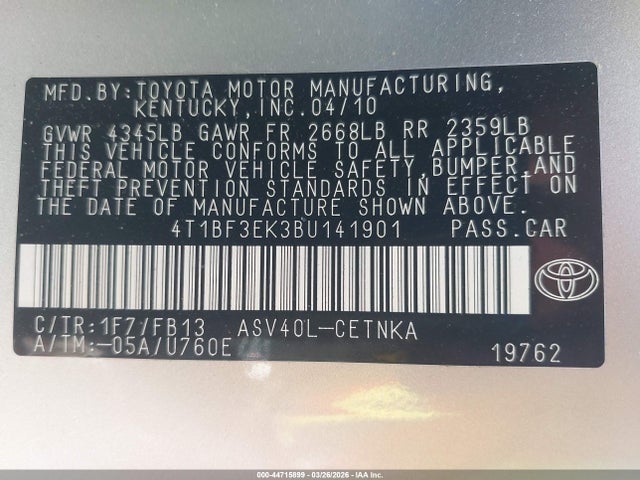 MFD.BY:TOYOTA MOTOR MANUFACTURING,
KENTUCKY,INC.04/10
GVWR 4345LB GAWR FR 2668LB RR 2359LB
THIS VEHICLE CONFORMS TO ALL APPLICABLE
FEDERAL MOTOR VEHICLE SAFETY,BUMPER,AND
THEFT PREVENTION STANDARDS IN EFFECT ON
THE DATE OF MANUFACTURE SHOWN ABOVE.
4T1BF3EK3BU141901 PASS.CAR
C/TR:1F7/FB13 ASV40L-CETNKA
A/TM:-05A/U760E 19762
000-44715899 - 03/26/2026 - IAA Inc.